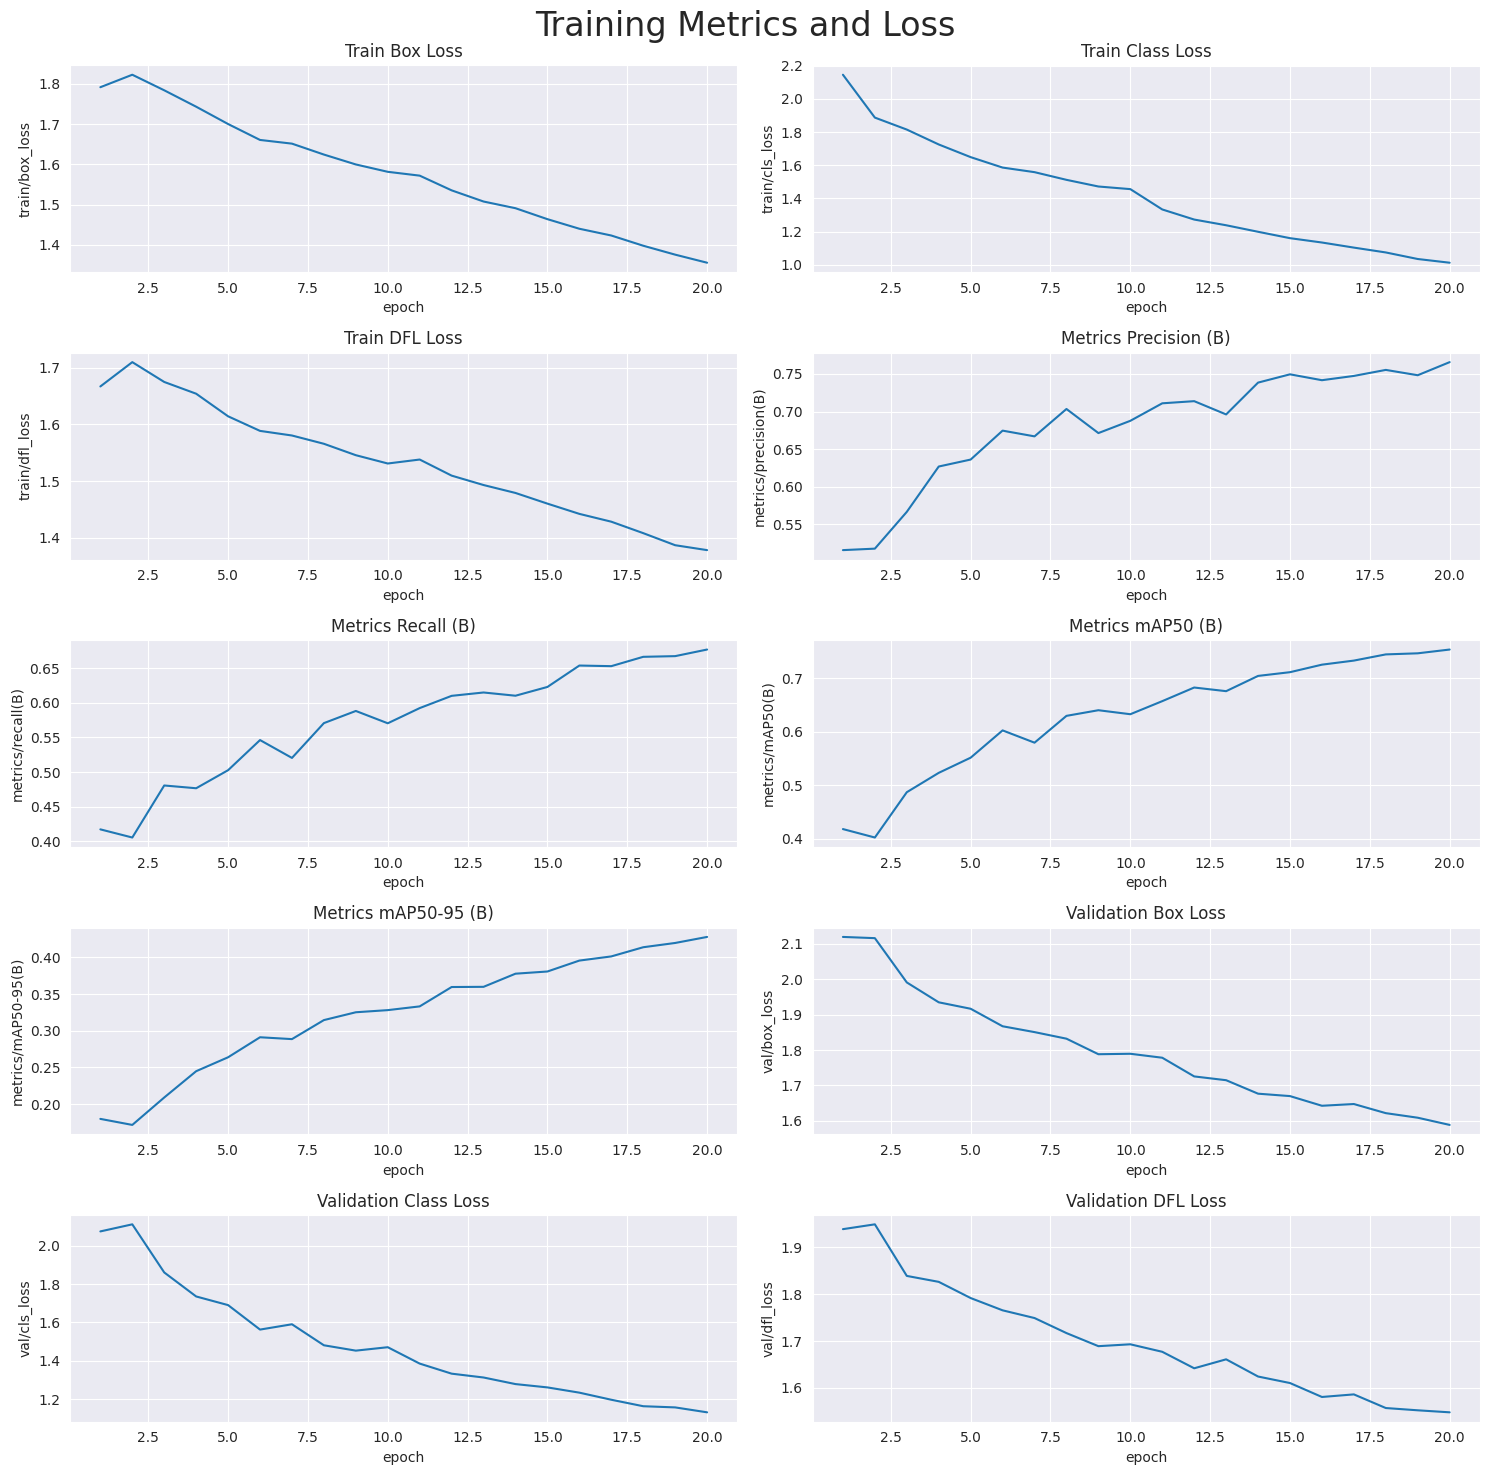 Training Metrics and Loss
Train Box Loss
train/box_loss
1.8
1.7
1.6
1.5
1.4
2.5 5.0 7.5 10.0 12.5 15.0 17.5 20.0
epoch
Train Class Loss
train/cls_loss
2.2
2.0
1.8
1.6
1.4
1.2
1.0
2.5 5.0 7.5 10.0 12.5 15.0 17.5 20.0
epoch
Train DFL Loss
train/dfl_loss
1.7
1.6
1.5
1.4
2.5 5.0 7.5 10.0 12.5 15.0 17.5 20.0
epoch
Metrics Precision (B)
metrics/precision(B)
0.75
0.70
0.65
0.60
0.55
2.5 5.0 7.5 10.0 12.5 15.0 17.5 20.0
epoch
Metrics Recall (B)
metrics/recall(B)
0.65
0.60
0.55
0.50
0.45
0.40
2.5 5.0 7.5 10.0 12.5 15.0 17.5 20.0
epoch
Metrics mAP50 (B)
metrics/mAP50(B)
0.7
0.6
0.5
0.4
2.5 5.0 7.5 10.0 12.5 15.0 17.5 20.0
epoch
Metrics mAP50-95 (B)
metrics/mAP50-95(B)
0.40
0.35
0.30
0.25
0.20
2.5 5.0 7.5 10.0 12.5 15.0 17.5 20.0
epoch
Validation Box Loss
val/box_loss
2.1
2.0
1.9
1.8
1.7
1.6
2.5 5.0 7.5 10.0 12.5 15.0 17.5 20.0
epoch
Validation Class Loss
val/cls_loss
2.0
1.8
1.6
1.4
1.2
2.5 5.0 7.5 10.0 12.5 15.0 17.5 20.0
epoch
Validation DFL Loss
val/dfl_loss
1.9
1.8
1.7
1.6
2.5 5.0 7.5 10.0 12.5 15.0 17.5 20.0
epoch